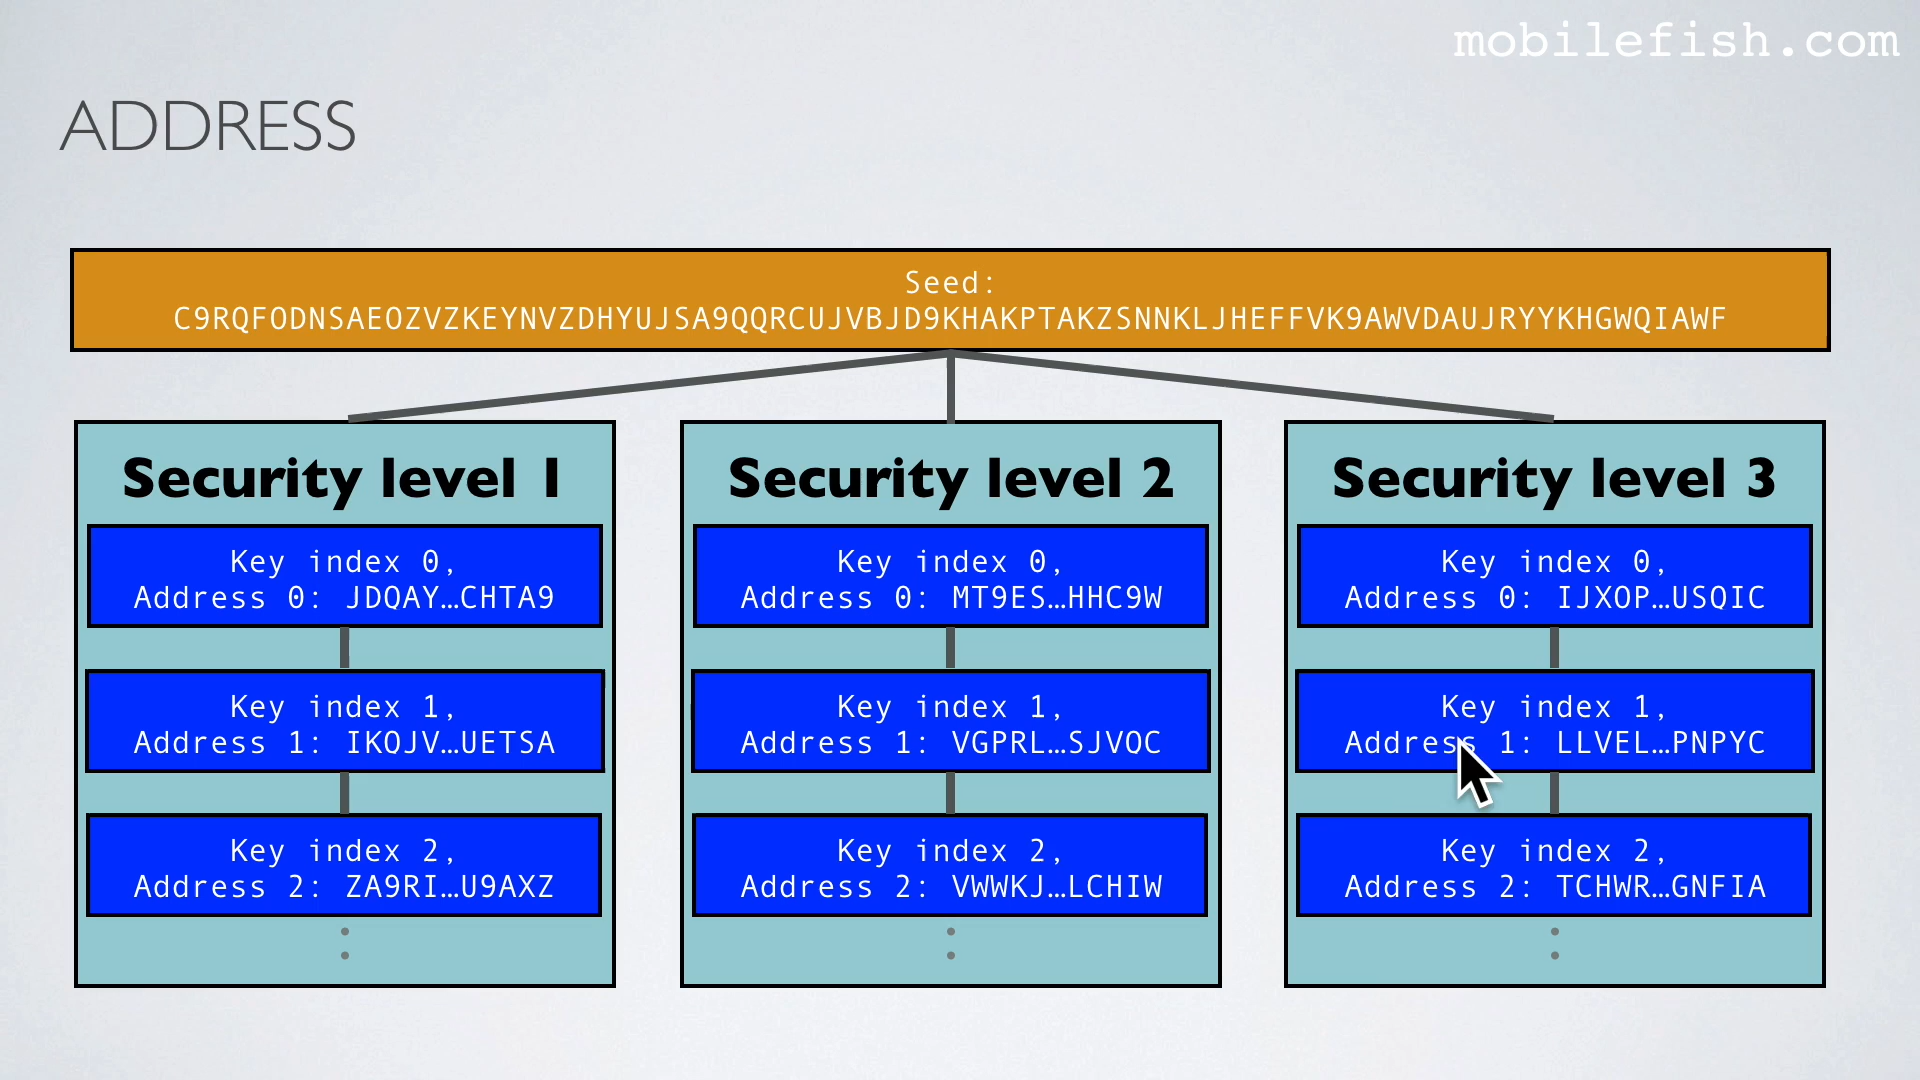 mobilefish.com
ADDRESS
Seed:
C9RQFODNSAEOZVZKEYNVZDHYUJSA9QQRCUJVBJD9KHAKPTAKZSNNKLJHEFFVK9AWVDAUJRYYKHGWQIAWF
Security level 1
Key index 0,
Address 0: JDQAY…CHTA9
Key index 1,
Address 1: IKOJV…UETSA
Key index 2,
Address 2: ZA9RI…U9AXZ
Security level 2
Key index 0,
Address 0: MT9ES…HHC9W
Key index 1,
Address 1: VGPRL…SJVQC
Key index 2,
Address 2: VWWKJ…LCHIW
Security level 3
Key index 0,
Address 0: IJXOP…USQIC
Key index 1,
Address 1: LLVEL…PNPYC
Key index 2,
Address 2: TCHWR…GNFIA